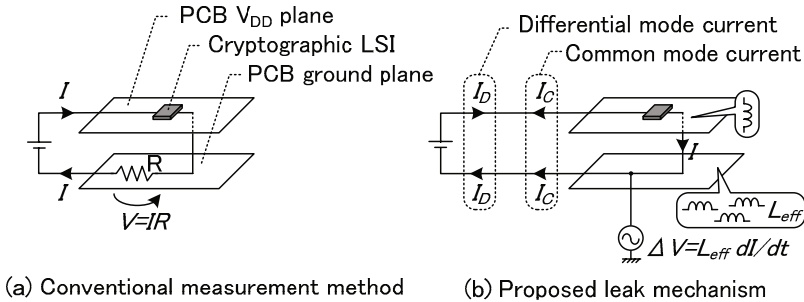 PCB V_DD plane
Cryptographic LSI
PCB ground plane
I
I
R
V=IR
(a) Conventional measurement method
Differential mode current
Common mode current
I_D
I_C
I
I_D
I_C
L_eff
Δ V=L_eff dI/dt
(b) Proposed leak mechanism